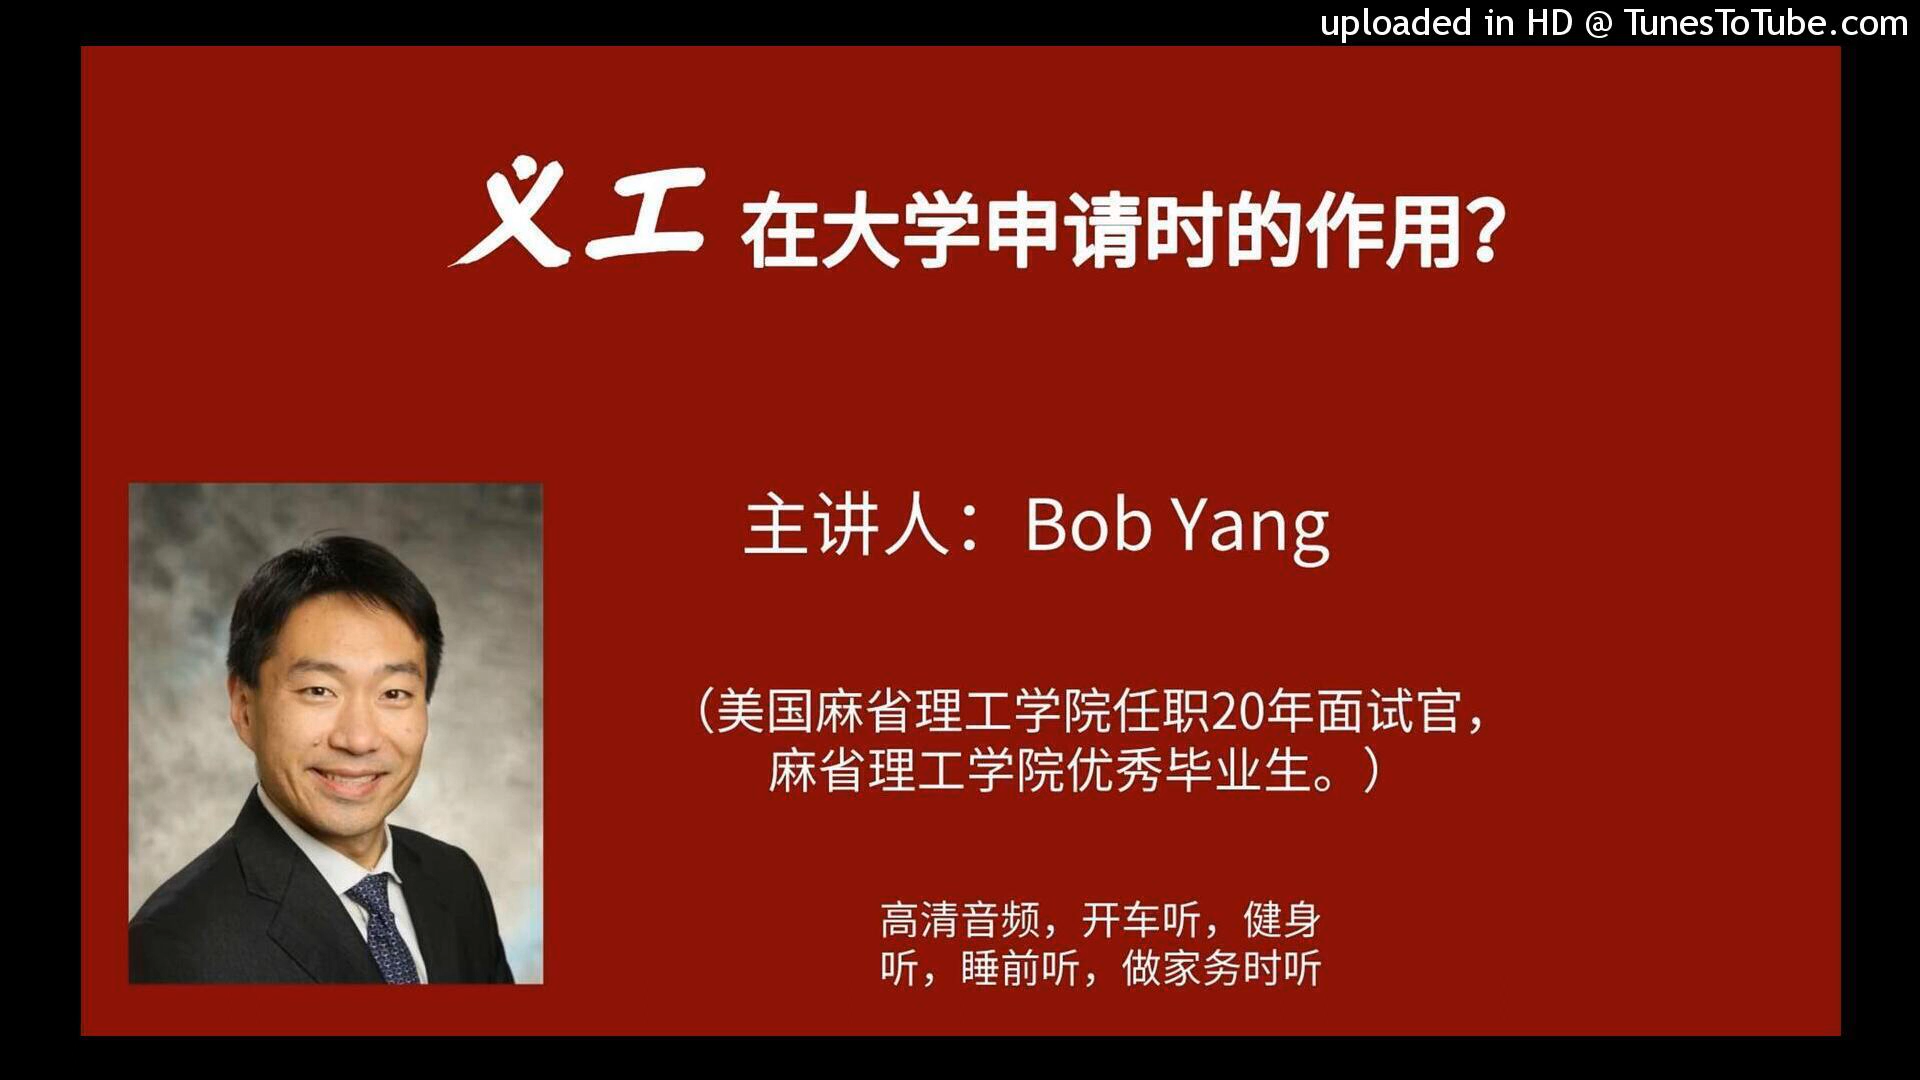 uploaded in HD @ TunesToTube.com
义工 在大学申请时的作用？
主讲人：Bob Yang
（美国麻省理工学院任职20年面试官，
麻省理工学院优秀毕业生。）
高清音频，开车听，健身
听，睡前听，做家务时听